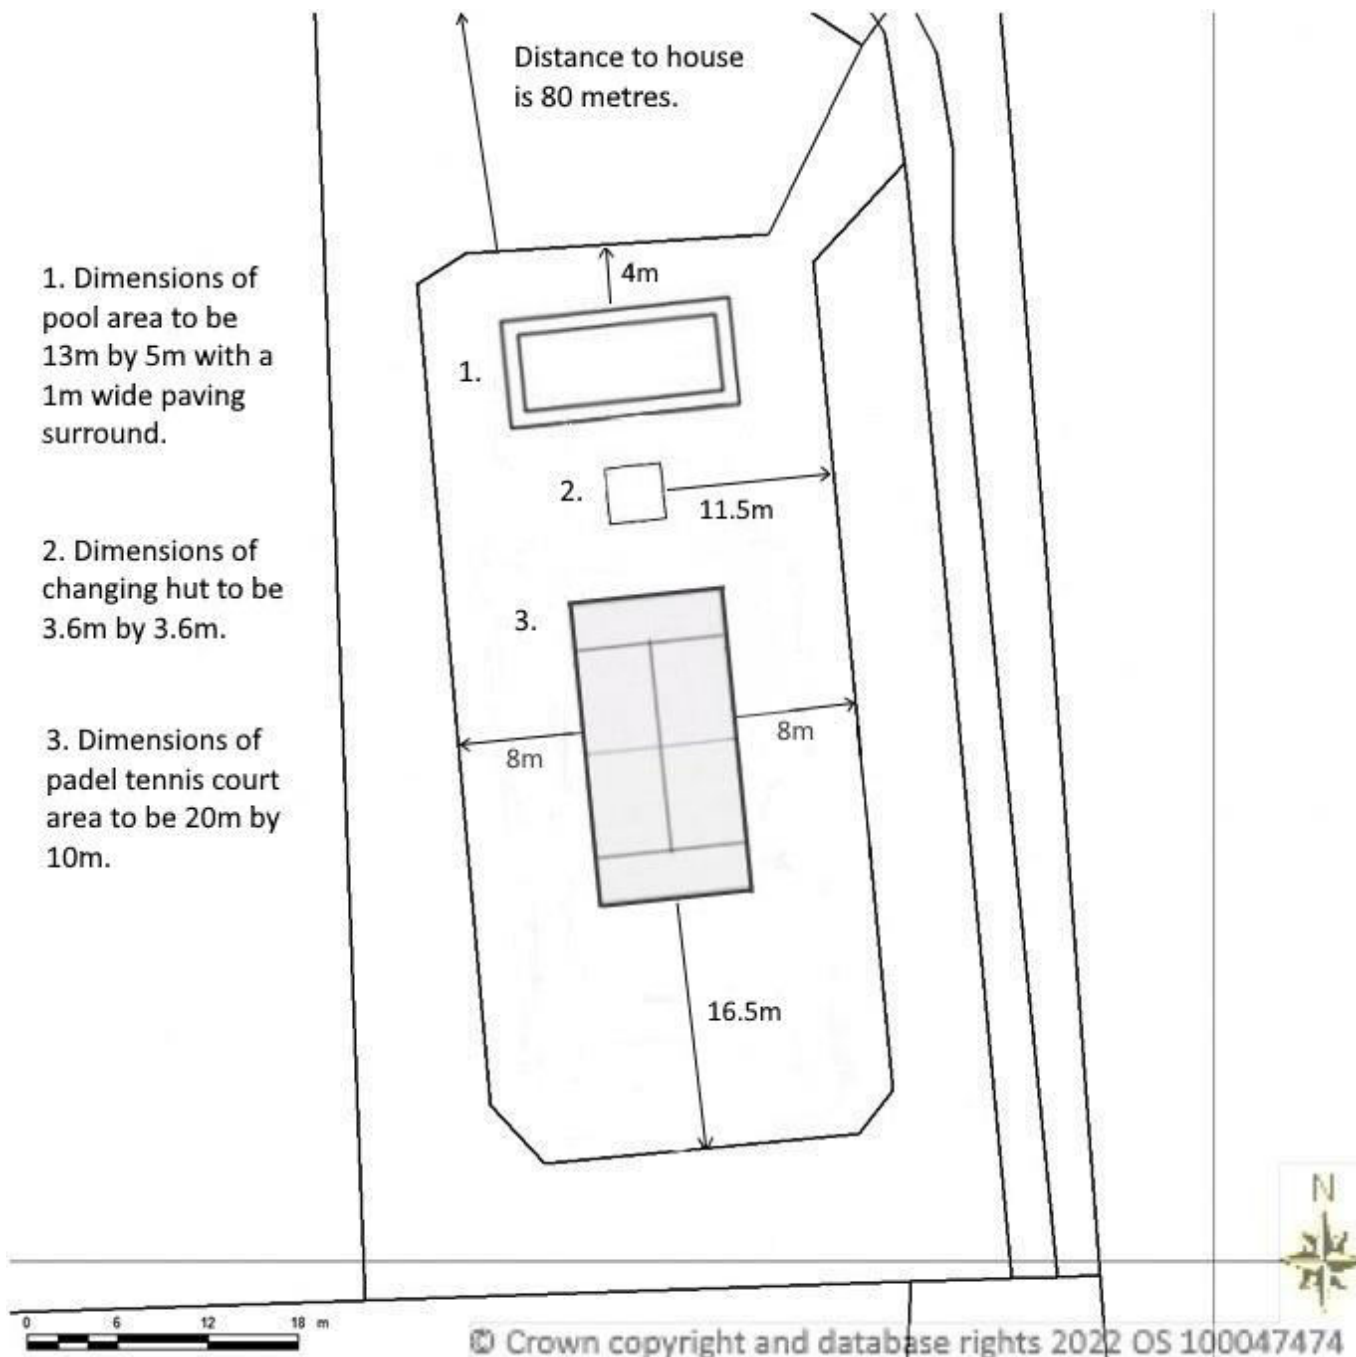 Distance to house
is 80 metres.
4m
1. Dimensions of
pool area to be
13m by 5m with a
1m wide paving
surround.
1.
2.
11.5m
2. Dimensions of
changing hut to be
3.6m by 3.6m.
3.
3. Dimensions of
padel tennis court
area to be 20m by
10m.
8m
8m
16.5m
N
0 6 12 18 m
© Crown copyright and database rights 2022 OS 100047474